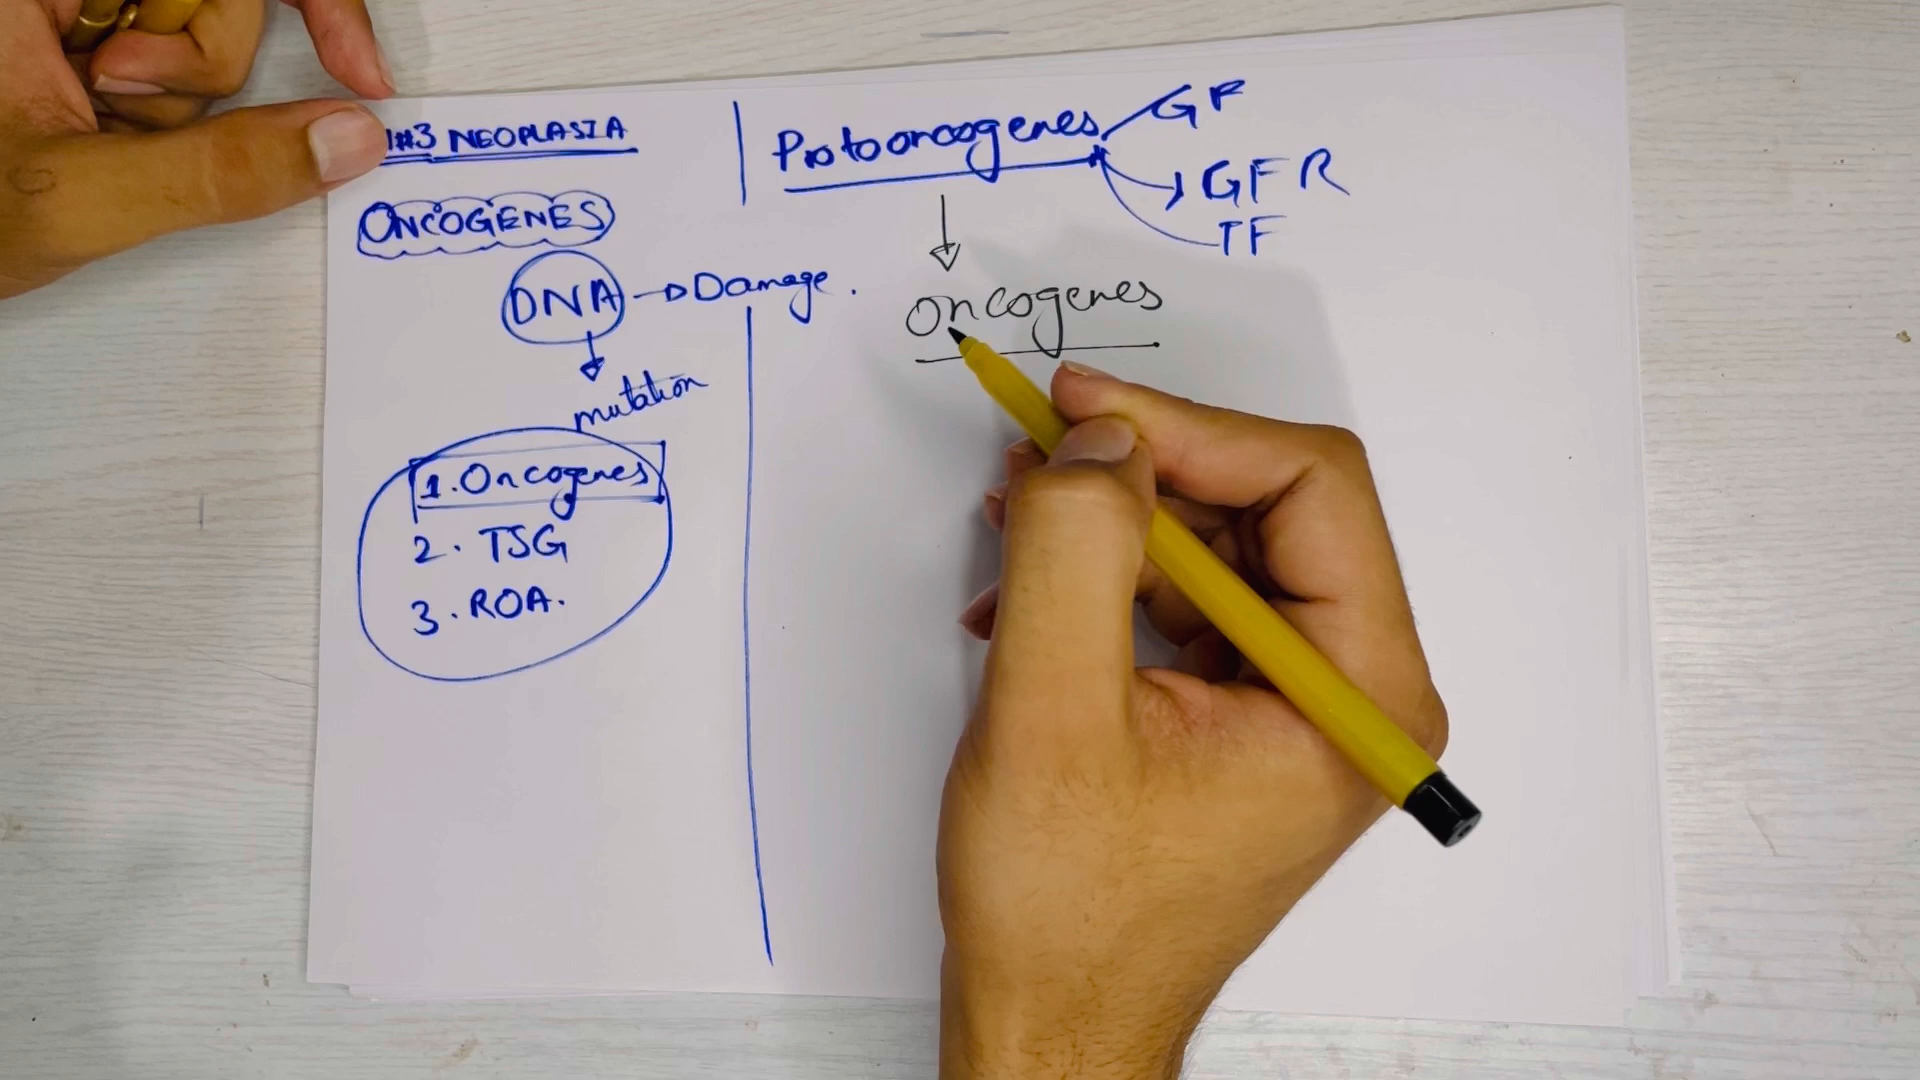 #3 NEOPLASIA
ONCOGENES
DNA → Damage.
mutation
1. Oncogenes
2. TSG
3. ROA.
Protooncogenes
GF
GFR
TF
oncogenes